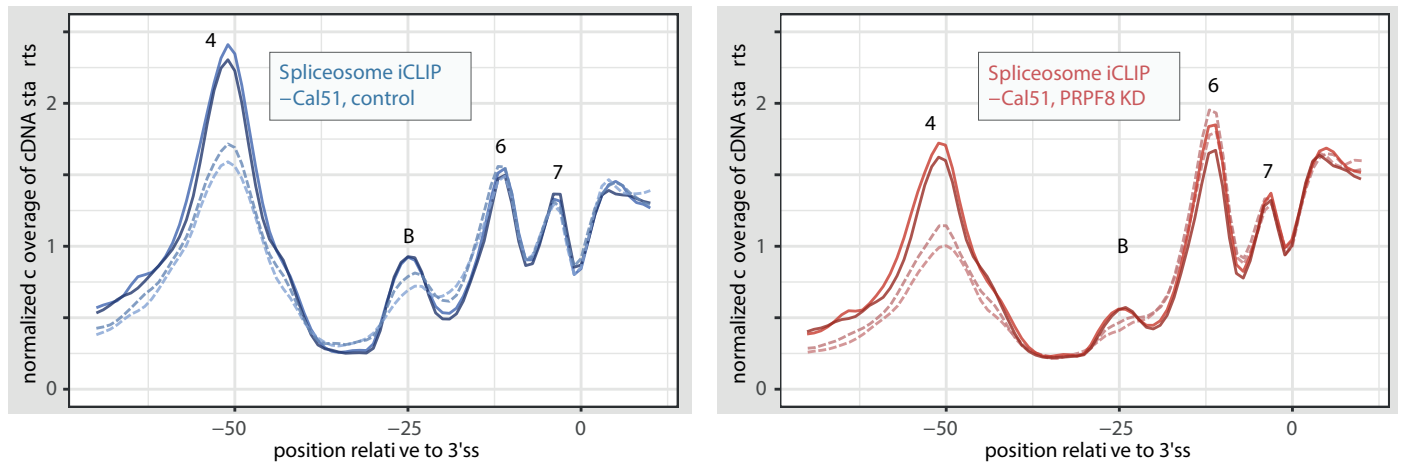 normalized c overage of cDNA sta rts
2
1
0
4
B
6
7
Spliceosome iCLIP
−Cal51, control
−50
−25
0
position relati ve to 3'ss
normalized c overage of cDNA sta rts
2
1
0
4
B
6
7
Spliceosome iCLIP
−Cal51, PRPF8 KD
−50
−25
0
position relati ve to 3'ss